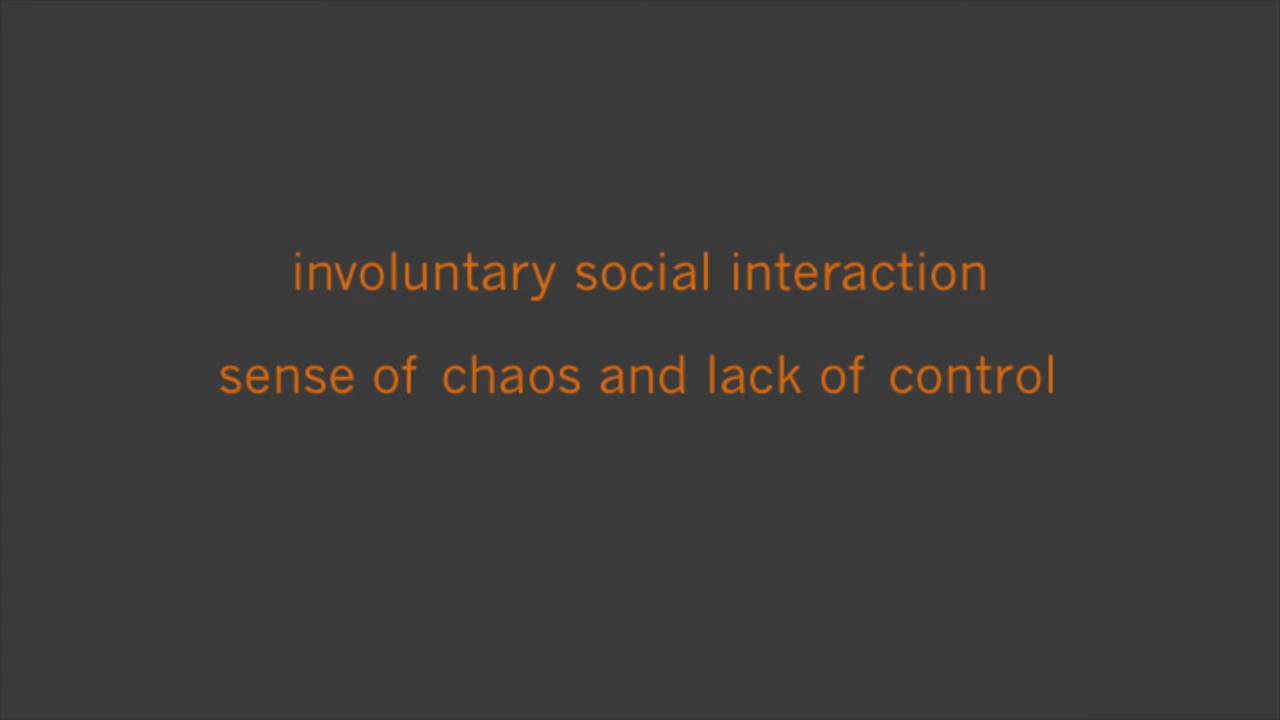 involuntary social interaction
sense of chaos and lack of control